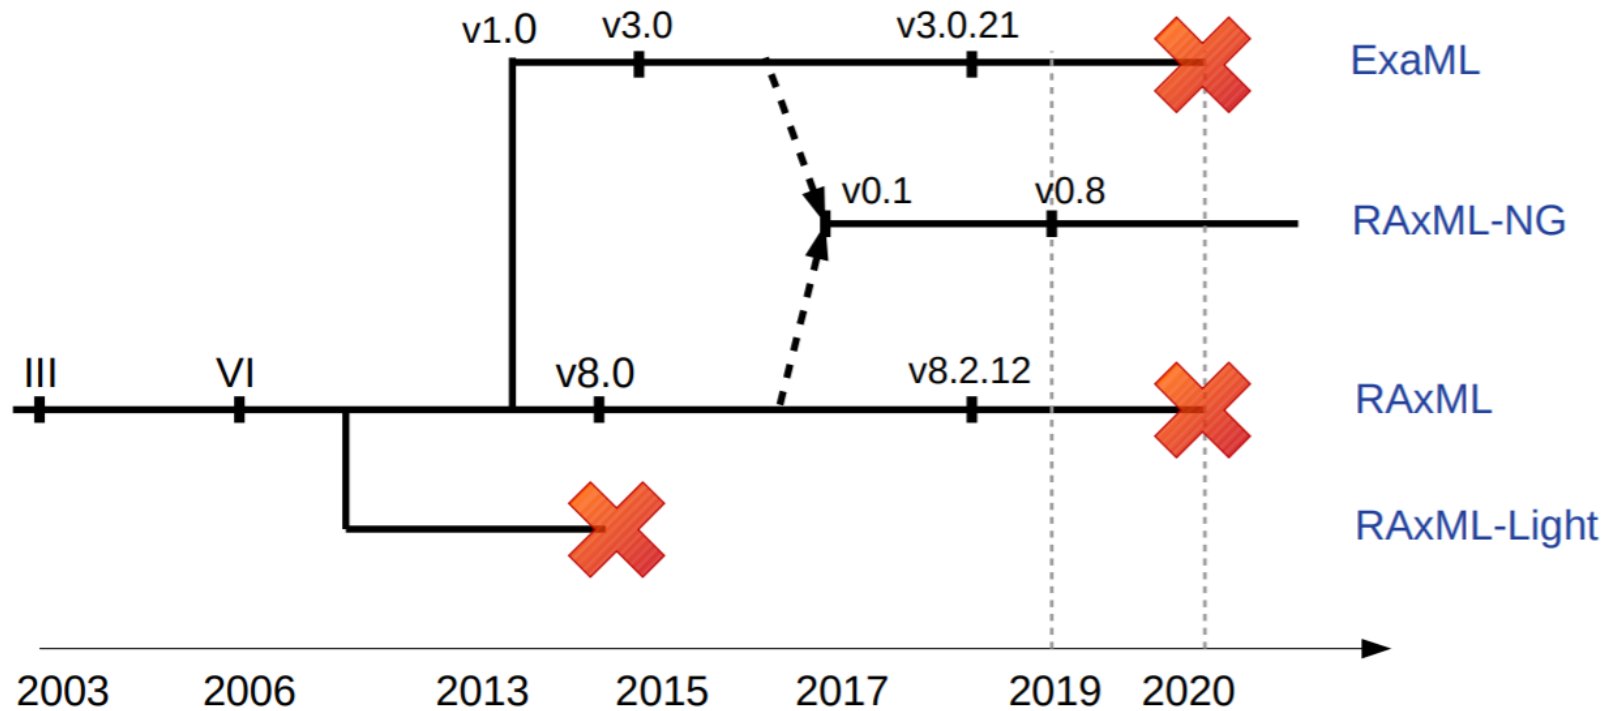 v1.0
v3.0
v3.0.21
ExaML
v0.1
v0.8
RAxML-NG
III
VI
v8.0
v8.2.12
RAxML
RAxML-Light
2003
2006
2013
2015
2017
2019
2020